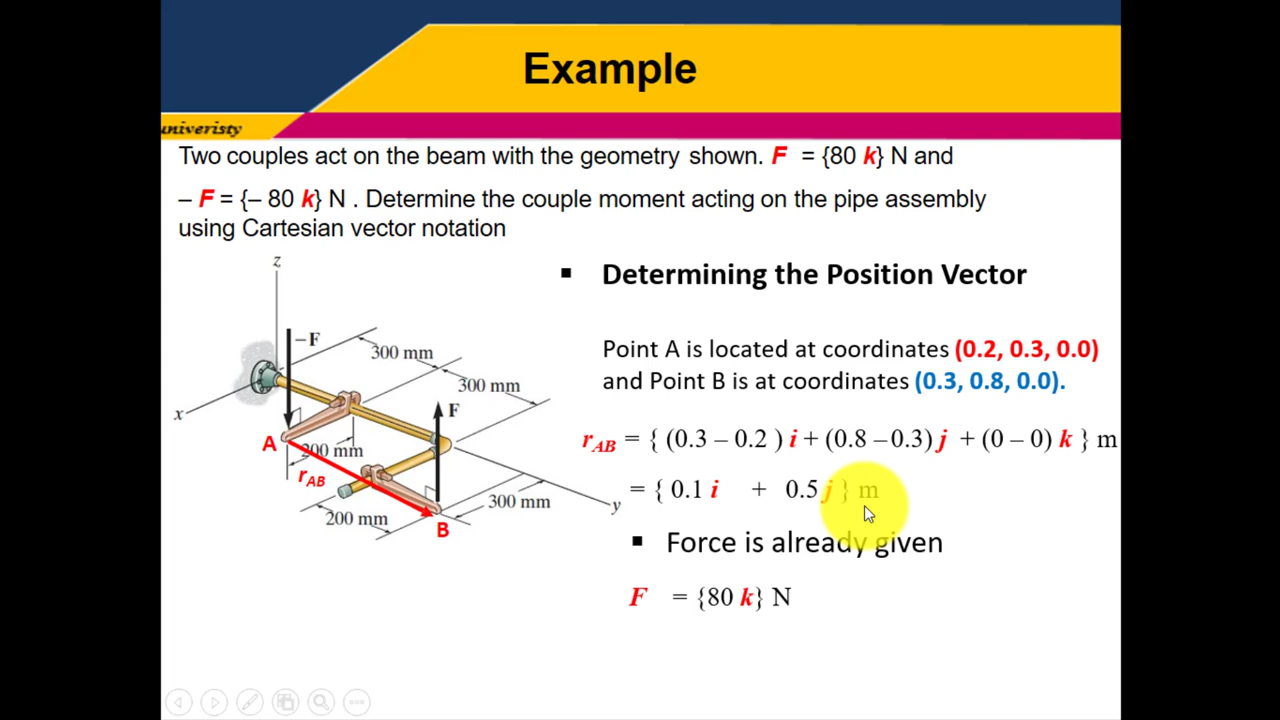 Example
univeristy
Two couples act on the beam with the geometry shown. F = {80 k} N and
– F = {– 80 k} N . Determine the couple moment acting on the pipe assembly
using Cartesian vector notation
▪ Determining the Position Vector
Point A is located at coordinates (0.2, 0.3, 0.0)
and Point B is at coordinates (0.3, 0.8, 0.0).
r_AB = { (0.3 – 0.2 ) i + (0.8 –0.3) j + (0 – 0) k } m
= { 0.1 i + 0.5 j } m
▪ Force is already given
F = {80 k} N
z
–F
300 mm
300 mm
x
F
A
200 mm
r_AB
300 mm
y
200 mm
B